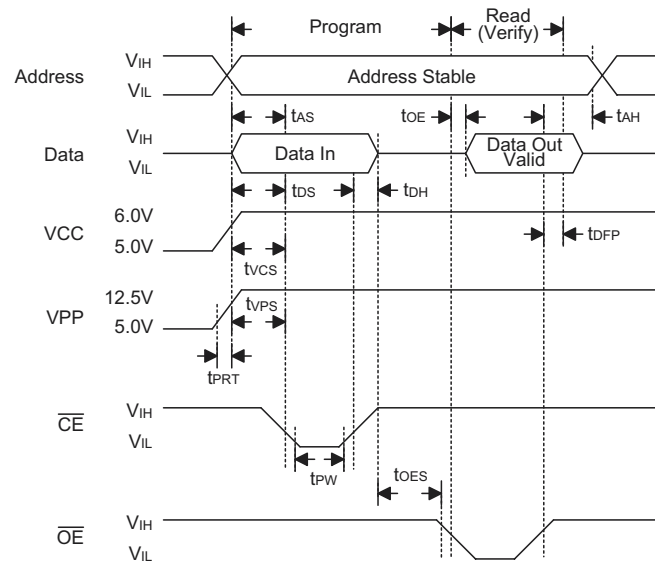 Program
Read
(Verify)
Address
VIH
VIL
Address Stable
tAS
tOE
tAH
Data
VIH
VIL
Data In
Data Out
Valid
tDS
tDH
VCC
6.0V
5.0V
tVCS
tDFP
VPP
12.5V
5.0V
tVPS
tPRT
CE
VIH
VIL
tPW
tOES
OE
VIH
VIL